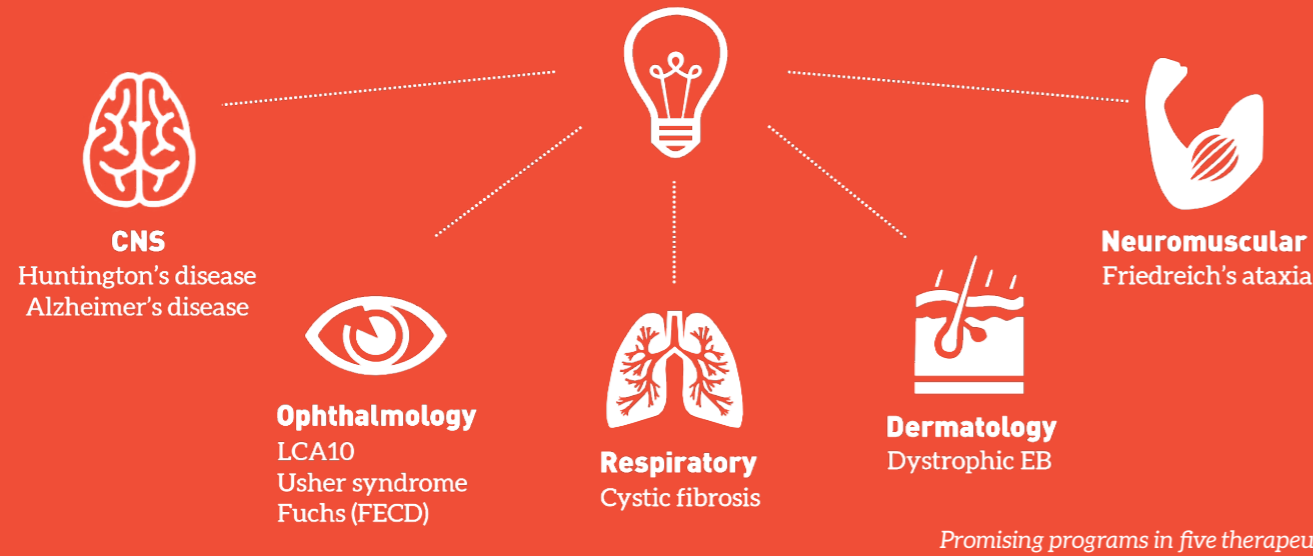 CNS
Huntington's disease
Alzheimer's disease
Ophthalmology
LCA10
Usher syndrome
Fuchs (FECD)
Respiratory
Cystic fibrosis
Dermatology
Dystrophic EB
Neuromuscular
Friedreich's ataxia
Promising programs in five